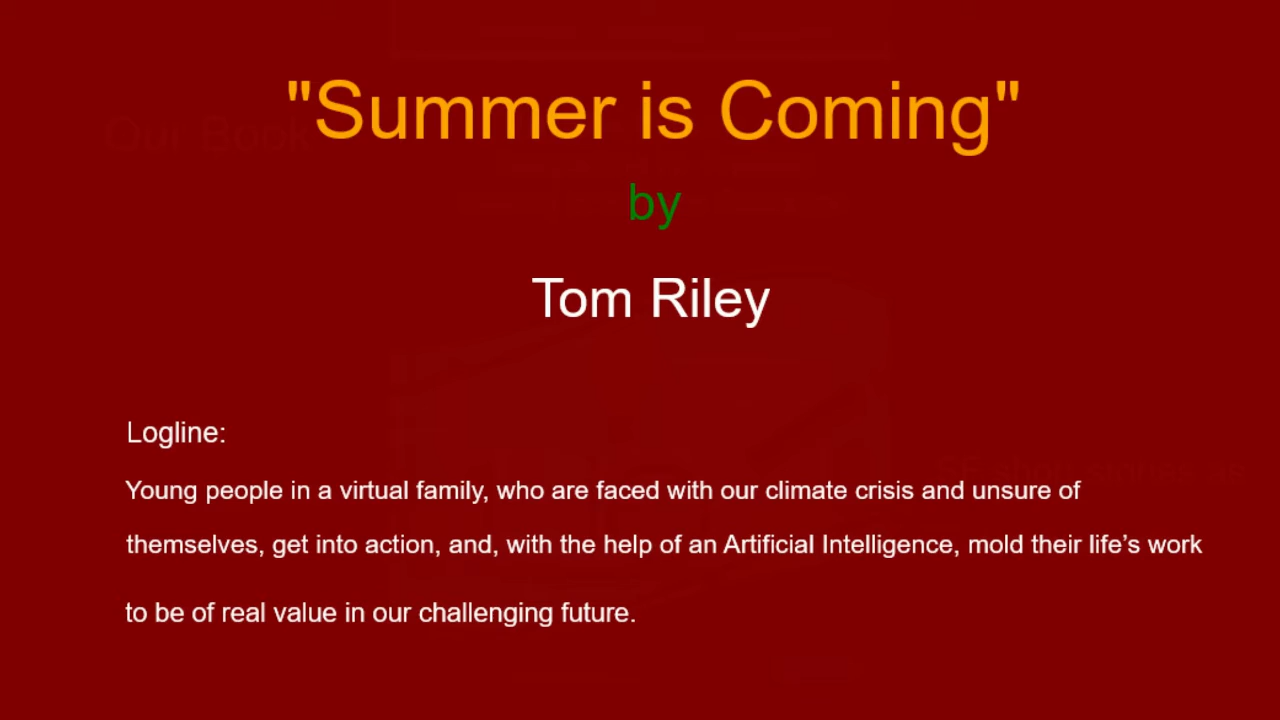 "Summer is Coming"
by
Tom Riley
Logline:
Young people in a virtual family, who are faced with our climate crisis and unsure of
themselves, get into action, and, with the help of an Artificial Intelligence, mold their life’s work
to be of real value in our challenging future.
Our Book